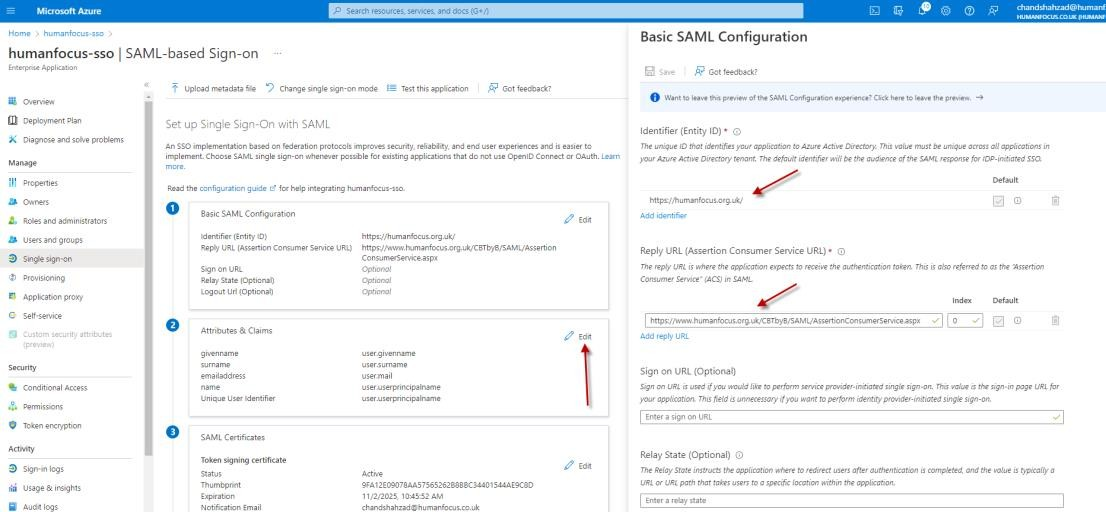 Microsoft Azure
Search resources, services, and docs (G+/)
10
chandshahzad@humanf
HUMANFOCUS.CO.UK (HUMANFO
Home > humanfocus-sso >
humanfocus-sso | SAML-based Sign-on ...
Enterprise Application
Overview
Deployment Plan
Diagnose and solve problems
Manage
Properties
Owners
Roles and administrators
Users and groups
Single sign-on
Provisioning
Application proxy
Self-service
Custom security attributes
(preview)
Security
Conditional Access
Permissions
Token encryption
Activity
Sign-in logs
Usage & insights
Audit logs
Upload metadata file
Change single sign-on mode
Test this application
Got feedback?
Set up Single Sign-On with SAML
An SSO implementation based on federation protocols improves security, reliability, and end user experiences and is easier to
implement. Choose SAML single sign-on whenever possible for existing applications that do not use OpenID Connect or OAuth. Learn
more.
Read the configuration guide for help integrating humanfocus-sso.
1
Basic SAML Configuration
Edit
Identifier (Entity ID) https://humanfocus.org.uk/
Reply URL (Assertion Consumer Service URL) https://www.humanfocus.org.uk/CBTbyB/SAML/Assertion
ConsumerService.aspx
Sign on URL Optional
Relay State (Optional) Optional
Logout Url (Optional) Optional
2
Attributes & Claims
Edit
givenname user.givenname
surname user.surname
emailaddress user.mail
name user.userprincipalname
Unique User Identifier user.userprincipalname
3
SAML Certificates
Token signing certificate
Edit
Status Active
Thumbprint 9FA12E09078AA57565262B8BBC34401544AE9C8D
Expiration 11/2/2025, 10:45:52 AM
Notification Email chandshahzad@humanfocus.co.uk
Basic SAML Configuration
Save
Got feedback?
Want to leave this preview of the SAML Configuration experience? Click here to leave the preview. →
Identifier (Entity ID) *
The unique ID that identifies your application to Azure Active Directory. This value must be unique across all applications in
your Azure Active Directory tenant. The default identifier will be the audience of the SAML response for IDP-initiated SSO.
Default
https://humanfocus.org.uk/
Add identifier
Reply URL (Assertion Consumer Service URL) *
The reply URL is where the application expects to receive the authentication token. This is also referred to as the "Assertion
Consumer Service" (ACS) in SAML.
Index Default
https://www.humanfocus.org.uk/CBTbyB/SAML/AssertionConsumerService.aspx 0
Add reply URL
Sign on URL (Optional)
Sign on URL is used if you would like to perform service provider-initiated single sign-on. This value is the sign-in page URL for
your application. This field is unnecessary if you want to perform identity provider-initiated single sign-on.
Enter a sign on URL
Relay State (Optional)
The Relay State instructs the application where to redirect users after authentication is completed, and the value is typically a
URL or URL path that takes users to a specific location within the application.
Enter a relay state